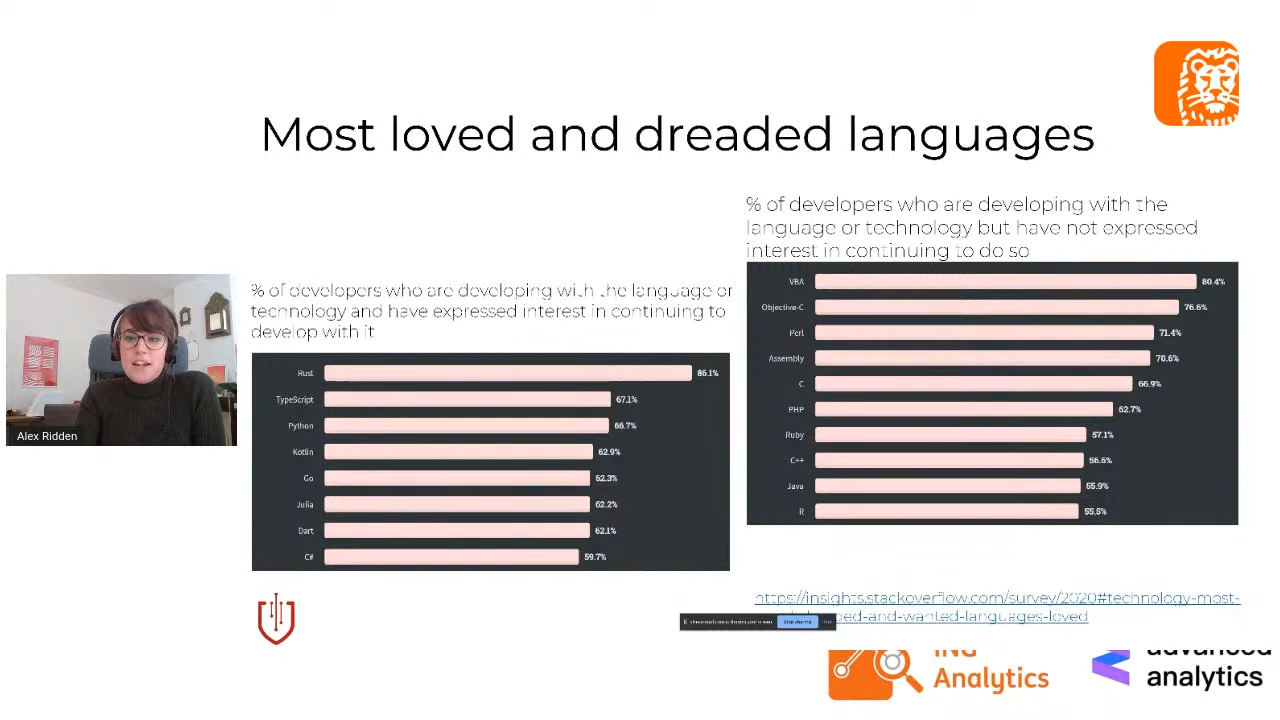 Most loved and dreaded languages
% of developers who are developing with the
language or technology but have not expressed
interest in continuing to do so
% of developers who are developing with the language or
technology and have expressed interest in continuing to
develop with it
Rust 86.1%
TypeScript 67.1%
Python 66.7%
Kotlin 62.9%
Go 62.3%
Julia 62.2%
Dart 62.1%
C# 59.7%
VBA 80.4%
Objective-C 76.6%
Perl 71.4%
Assembly 70.6%
C 66.9%
PHP 62.7%
Ruby 57.1%
C++ 56.6%
Java 55.9%
R 55.5%
Alex Ridden
https://insights.stackoverflow.com/survey/2020#technology-most-
ed-and-wanted-languages-loved
Stop sharing
ING
Analytics
advanced
analytics